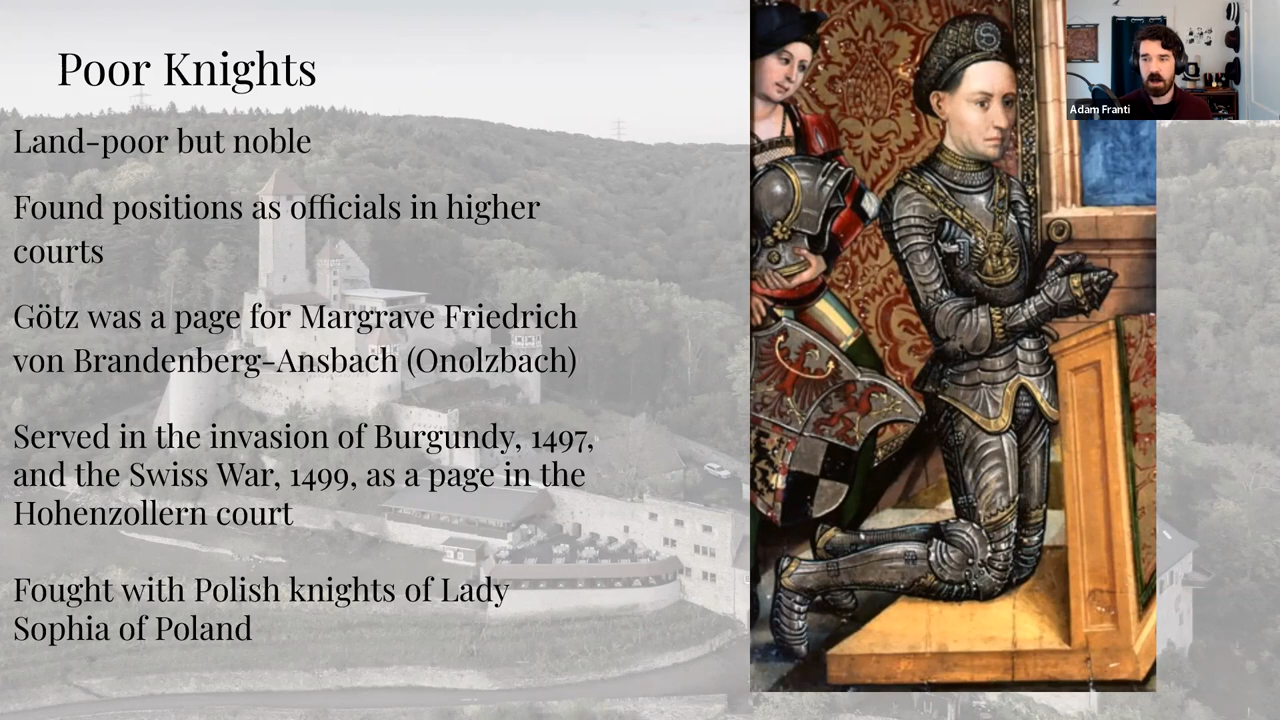 Poor Knights
Land-poor but noble
Found positions as officials in higher
courts
Götz was a page for Margrave Friedrich
von Brandenberg-Ansbach (Onolzbach)
Served in the invasion of Burgundy, 1497,
and the Swiss War, 1499, as a page in the
Hohenzollern court
Fought with Polish knights of Lady
Sophia of Poland
Adam Franti